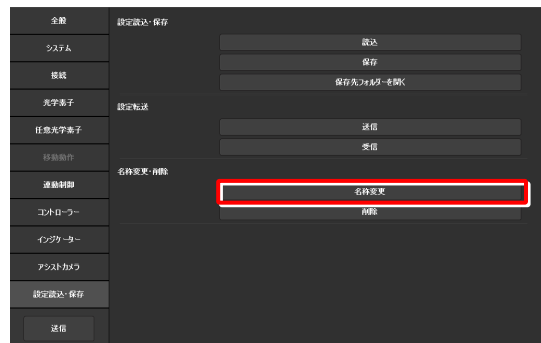 全般
システム
接続
光学素子
任意光学素子
移動動作
連動制御
コントローラー
インジケーター
アシストカメラ
設定読込・保存
送信
設定読込・保存
読込
保存
保存先フォルダーを開く
設定転送
送信
受信
名称変更・削除
名称変更
削除